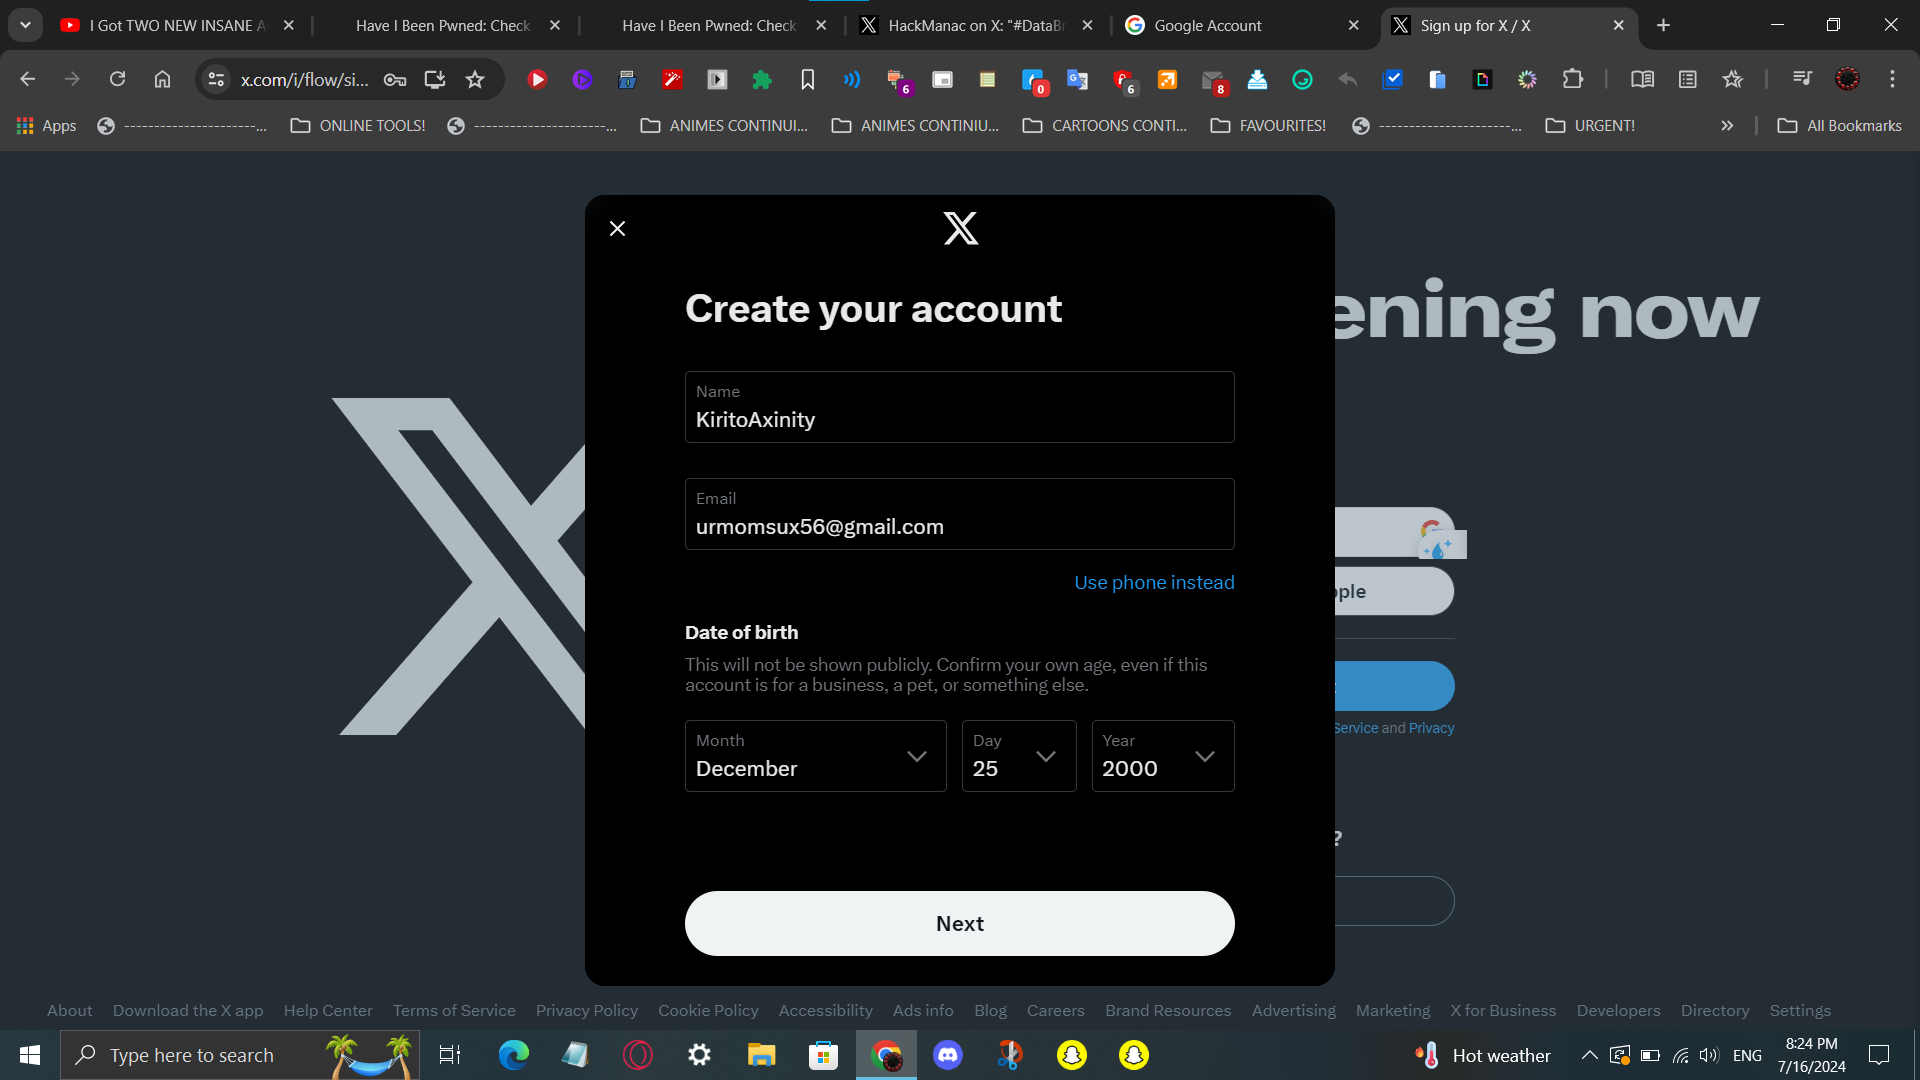 I Got TWO NEW INSANE A
Have I Been Pwned: Check
Have I Been Pwned: Check
HackManac on X: "#DataBr
Google Account
Sign up for X / X
x.com/i/flow/si...
6
0
6
8
Apps
-----------------------...
ONLINE TOOLS!
-----------------------...
ANIMES CONTINUI...
ANIMES CONTINIU...
CARTOONS CONTI...
FAVOURITES!
-----------------------...
URGENT!
All Bookmarks
Create your account
ening now
Name
KiritoAxinity
Email
urmomsux56@gmail.com
Use phone instead
ple
Date of birth
This will not be shown publicly. Confirm your own age, even if this
account is for a business, a pet, or something else.
Service and Privacy
Month
December
Day
25
Year
2000
?
Next
About Download the X app Help Center Terms of Service Privacy Policy Cookie Policy Accessibility Ads info Blog Careers Brand Resources Advertising Marketing X for Business Developers Directory Settings
Type here to search
Hot weather
ENG
8:24 PM
7/16/2024